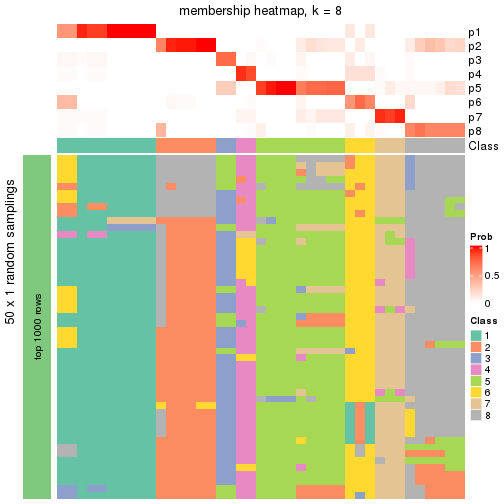 membership heatmap, k = 8
p1
p2
p3
p4
p5
p6
p7
p8
Class
50 x 1 random samplings
top 1000 rows
Prob
1
0.5
0
Class
1
2
3
4
5
6
7
8